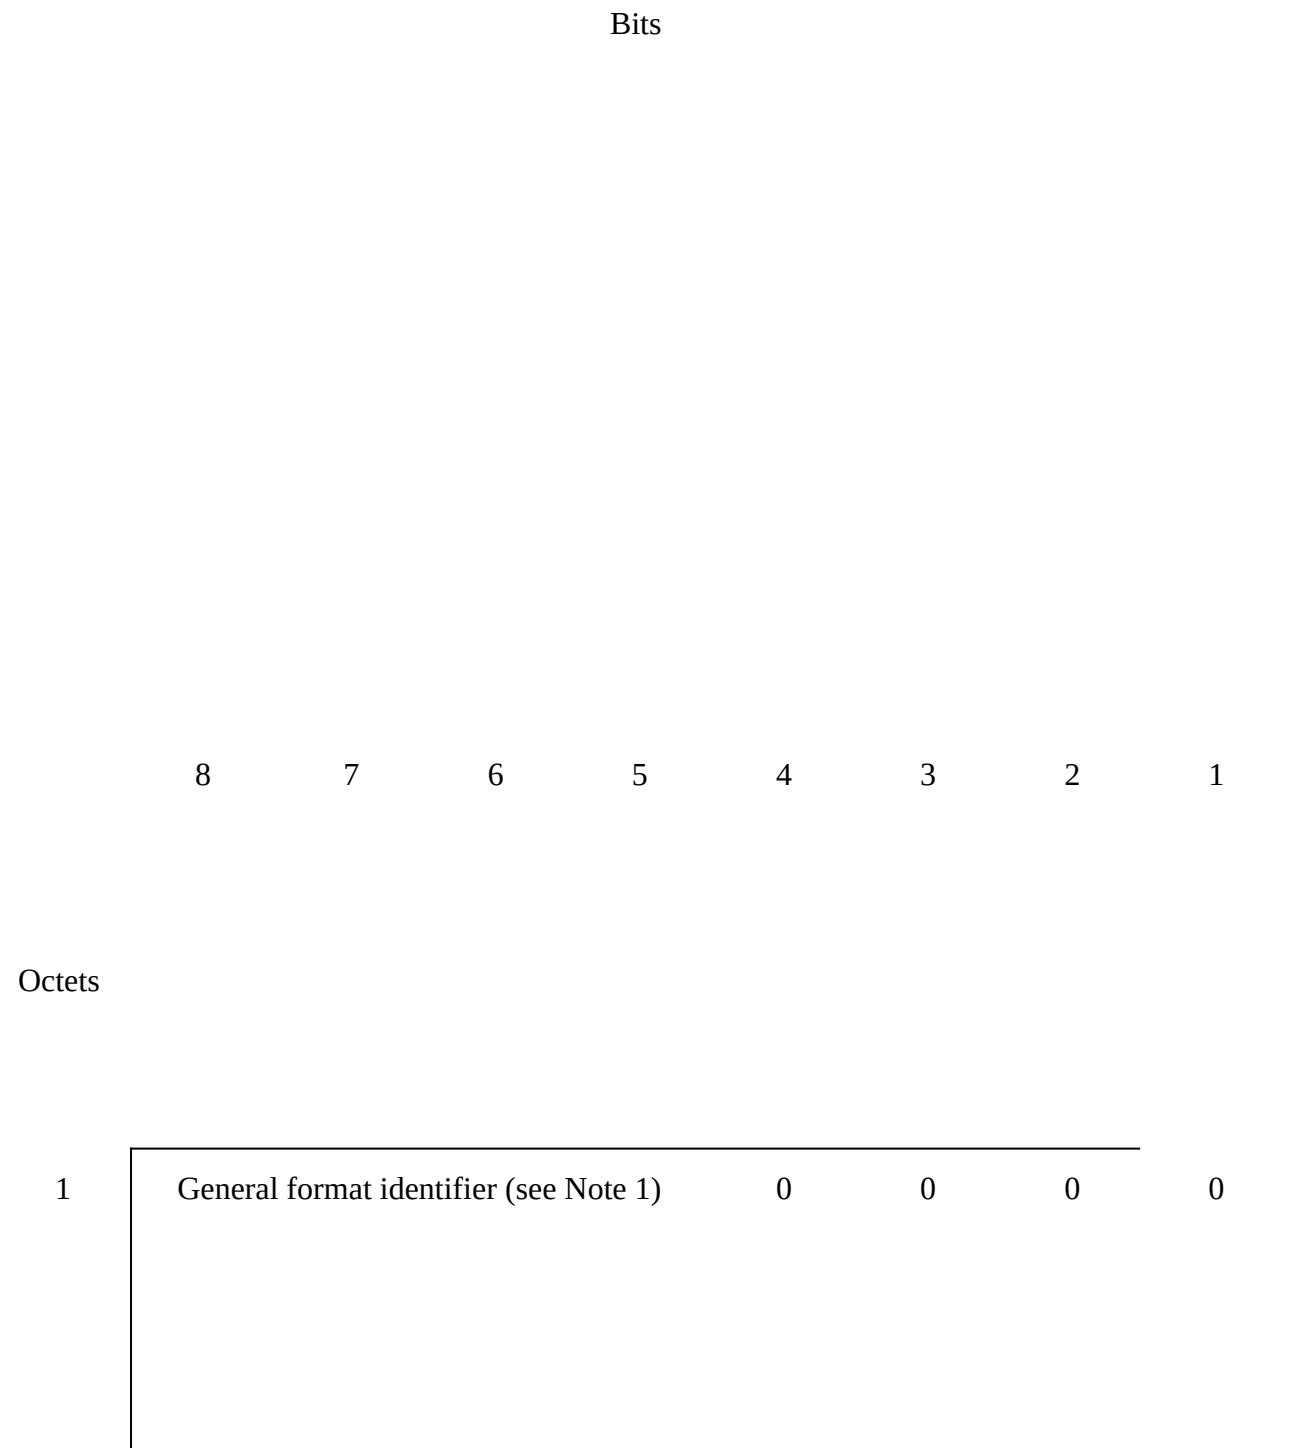 Bits
8 7 6 5 4 3 2 1
Octets
1 General format identifier (see Note 1) 0 0 0 0